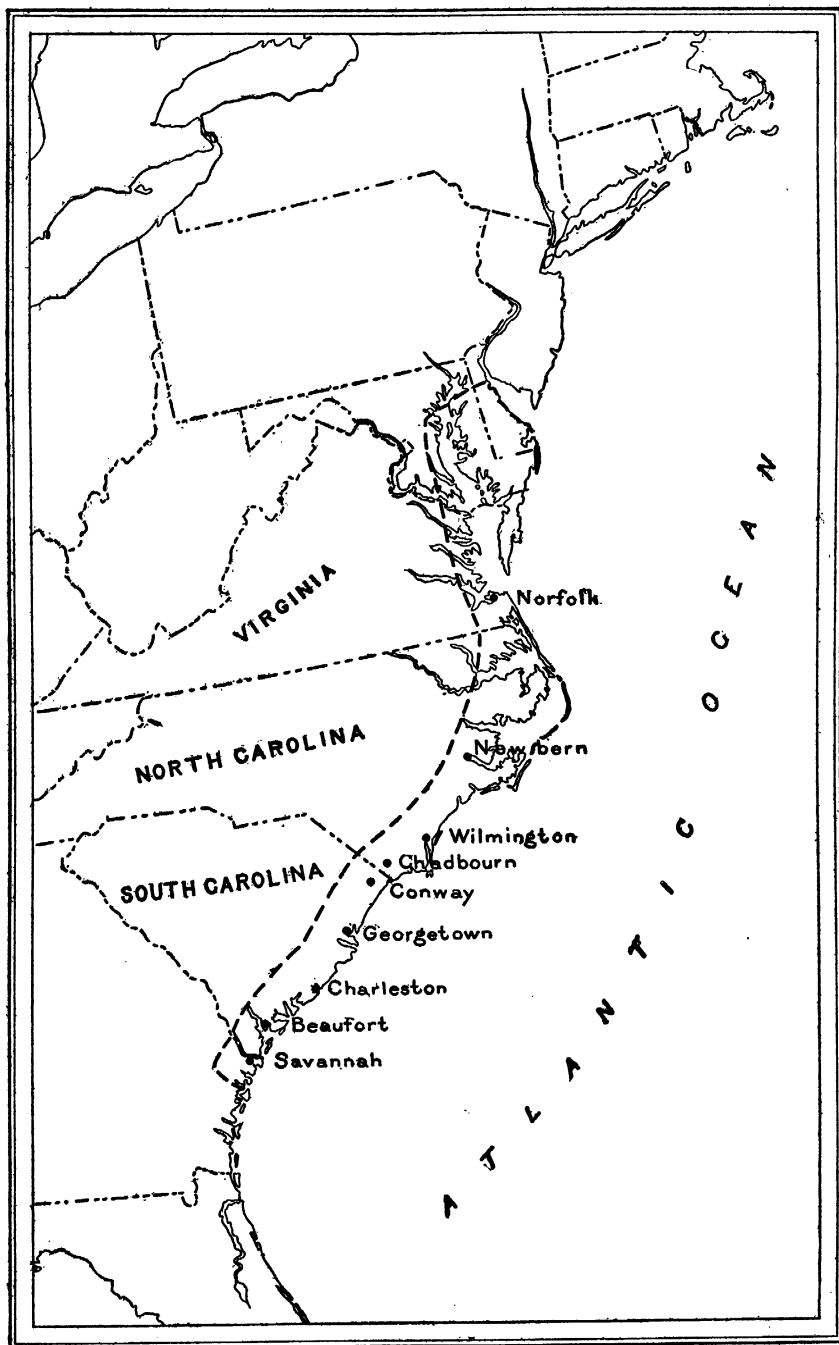 VIRGINIA
Norfolk
NORTH CAROLINA
Newbern
Wilmington
Chadbourn
SOUTH CAROLINA
Conway
Georgetown
Charleston
Beaufort
Savannah
ATLANTIC OCEAN